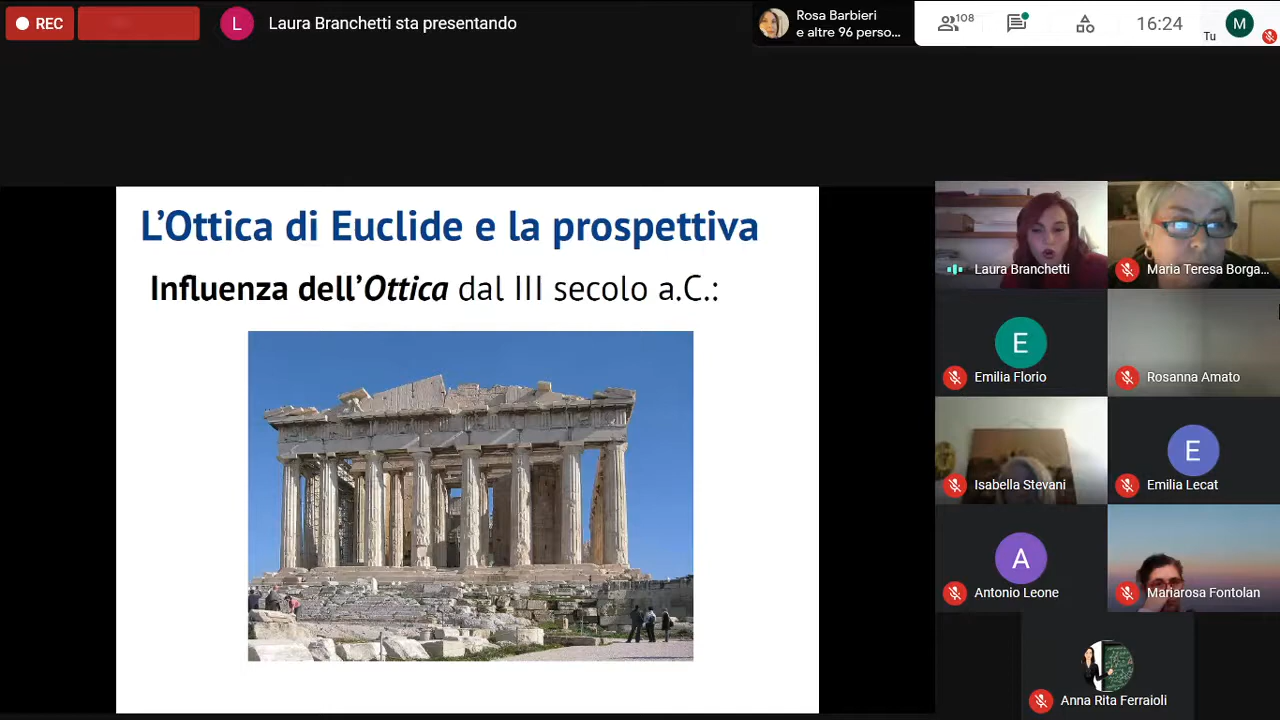 REC
L
Laura Branchetti sta presentando
Rosa Barbieri
e altre 96 perso...
108
16:24
Tu
M
L'Ottica di Euclide e la prospettiva
Influenza dell'Ottica dal III secolo a.C.:
Laura Branchetti
Maria Teresa Borga...
E
Emilia Florio
Rosanna Amato
Isabella Stevani
E
Emilia Lecat
A
Antonio Leone
Mariarosa Fontolan
Anna Rita Ferraioli